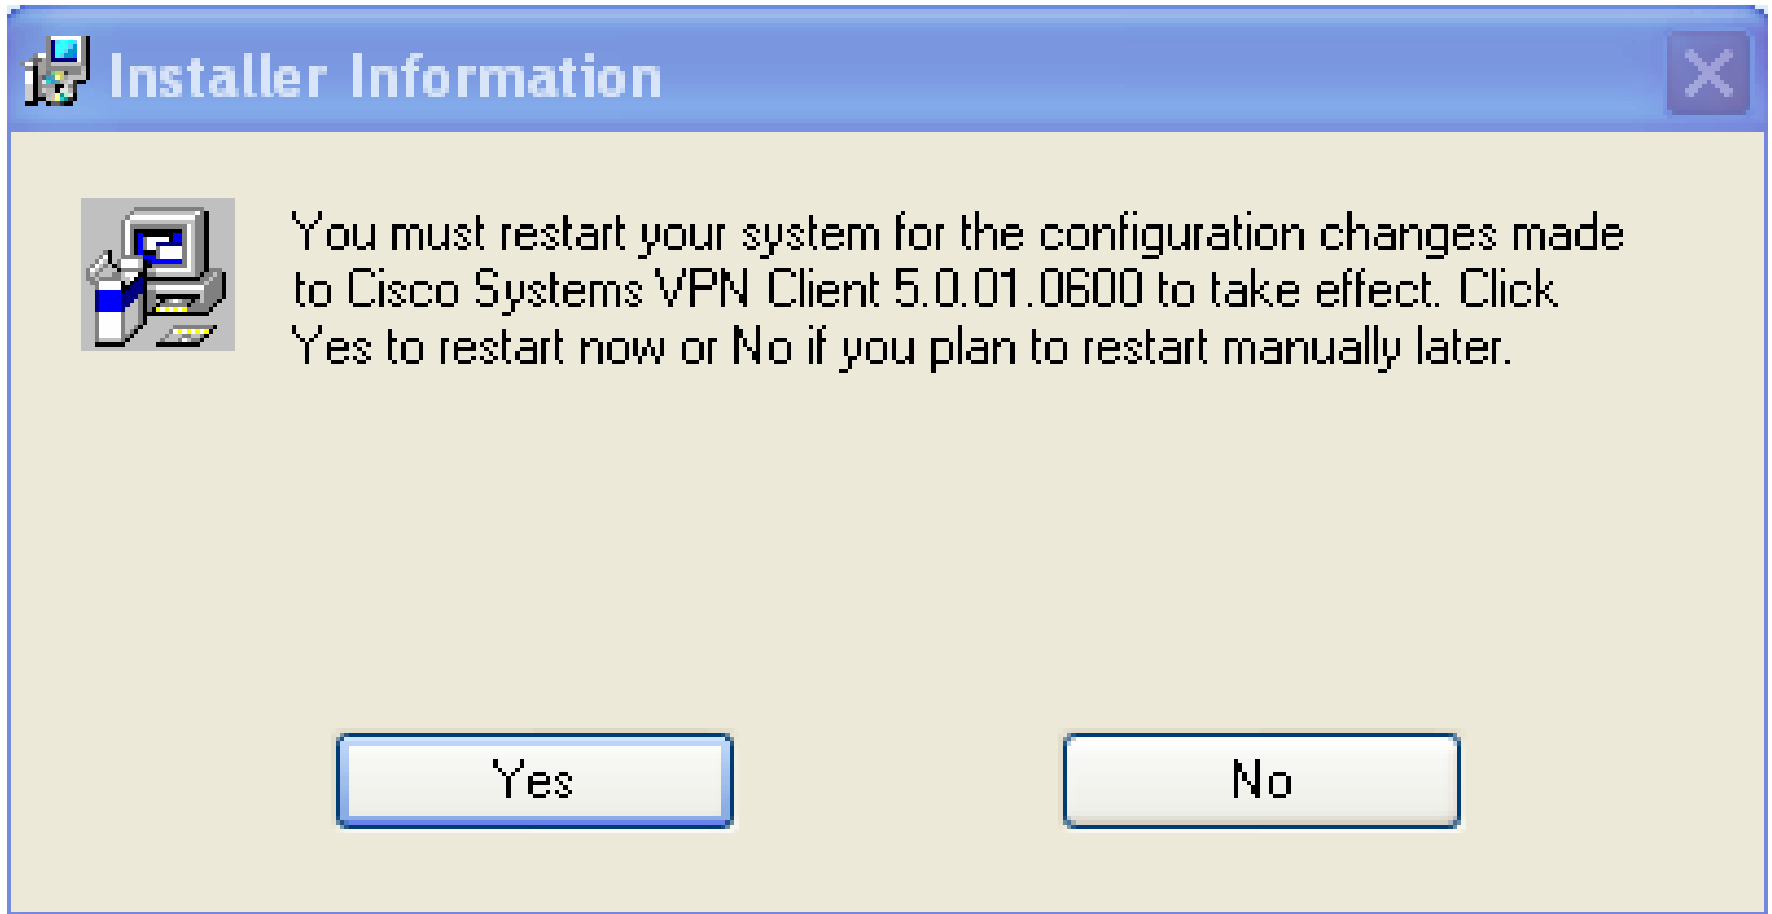 Installer Information
You must restart your system for the configuration changes made
to Cisco Systems VPN Client 5.0.01.0600 to take effect. Click
Yes to restart now or No if you plan to restart manually later.
Yes
No